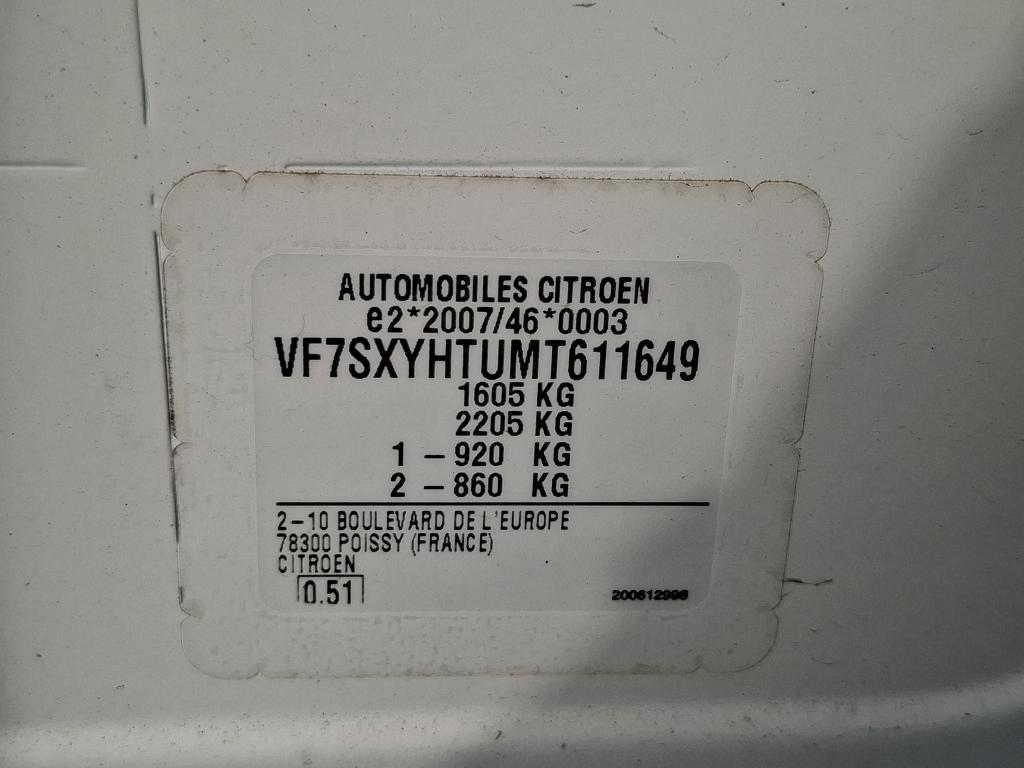 AUTOMOBILES CITROEN
e2*2007/46*0003
VF7SXYHTUMT611649
1605 KG
2205 KG
1 - 920 KG
2 - 860 KG
2-10 BOULEVARD DE L'EUROPE
78300 POISSY (FRANCE)
CITROEN
0.51
200612996